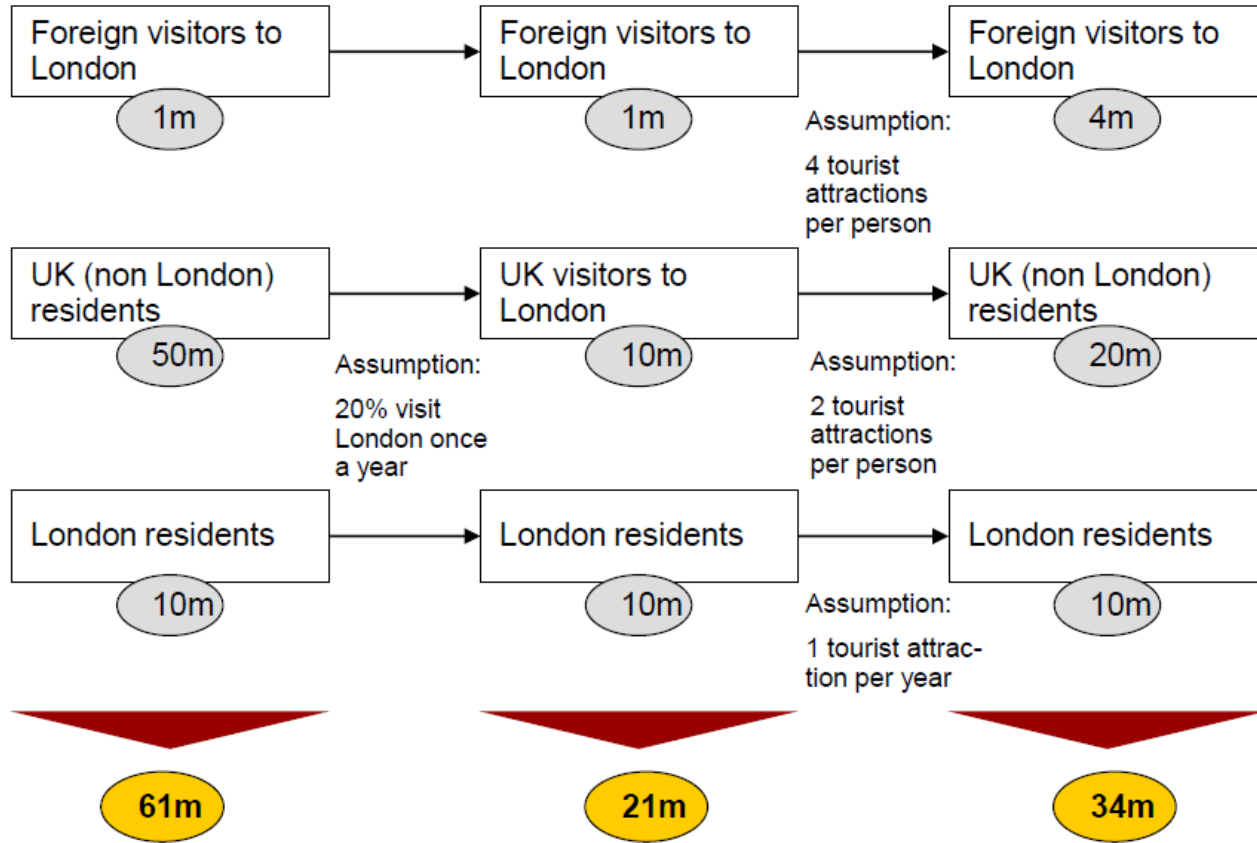 Foreign visitors to
London
1m
Foreign visitors to
London
1m
Assumption:
4 tourist
attractions
per person
Foreign visitors to
London
4m
UK (non London)
residents
50m
Assumption:
20% visit
London once
a year
UK visitors to
London
10m
Assumption:
2 tourist
attractions
per person
UK (non London)
residents
20m
London residents
10m
London residents
10m
Assumption:
1 tourist attrac-
tion per year
London residents
10m
61m
21m
34m